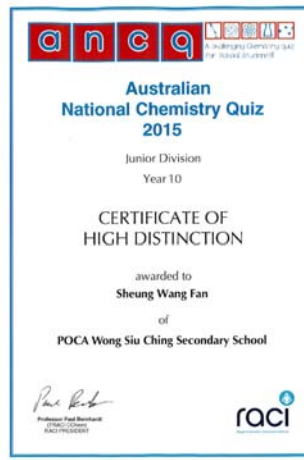 ancq
A challenging Chemistry quiz
for School students!!
Australian
National Chemistry Quiz
2015
Junior Division
Year 10
CERTIFICATE OF
HIGH DISTINCTION
awarded to
Sheung Wang Fan
of
POCA Wong Siu Ching Secondary School
Professor Paul Bernhardt
RACI PRESIDENT
raci